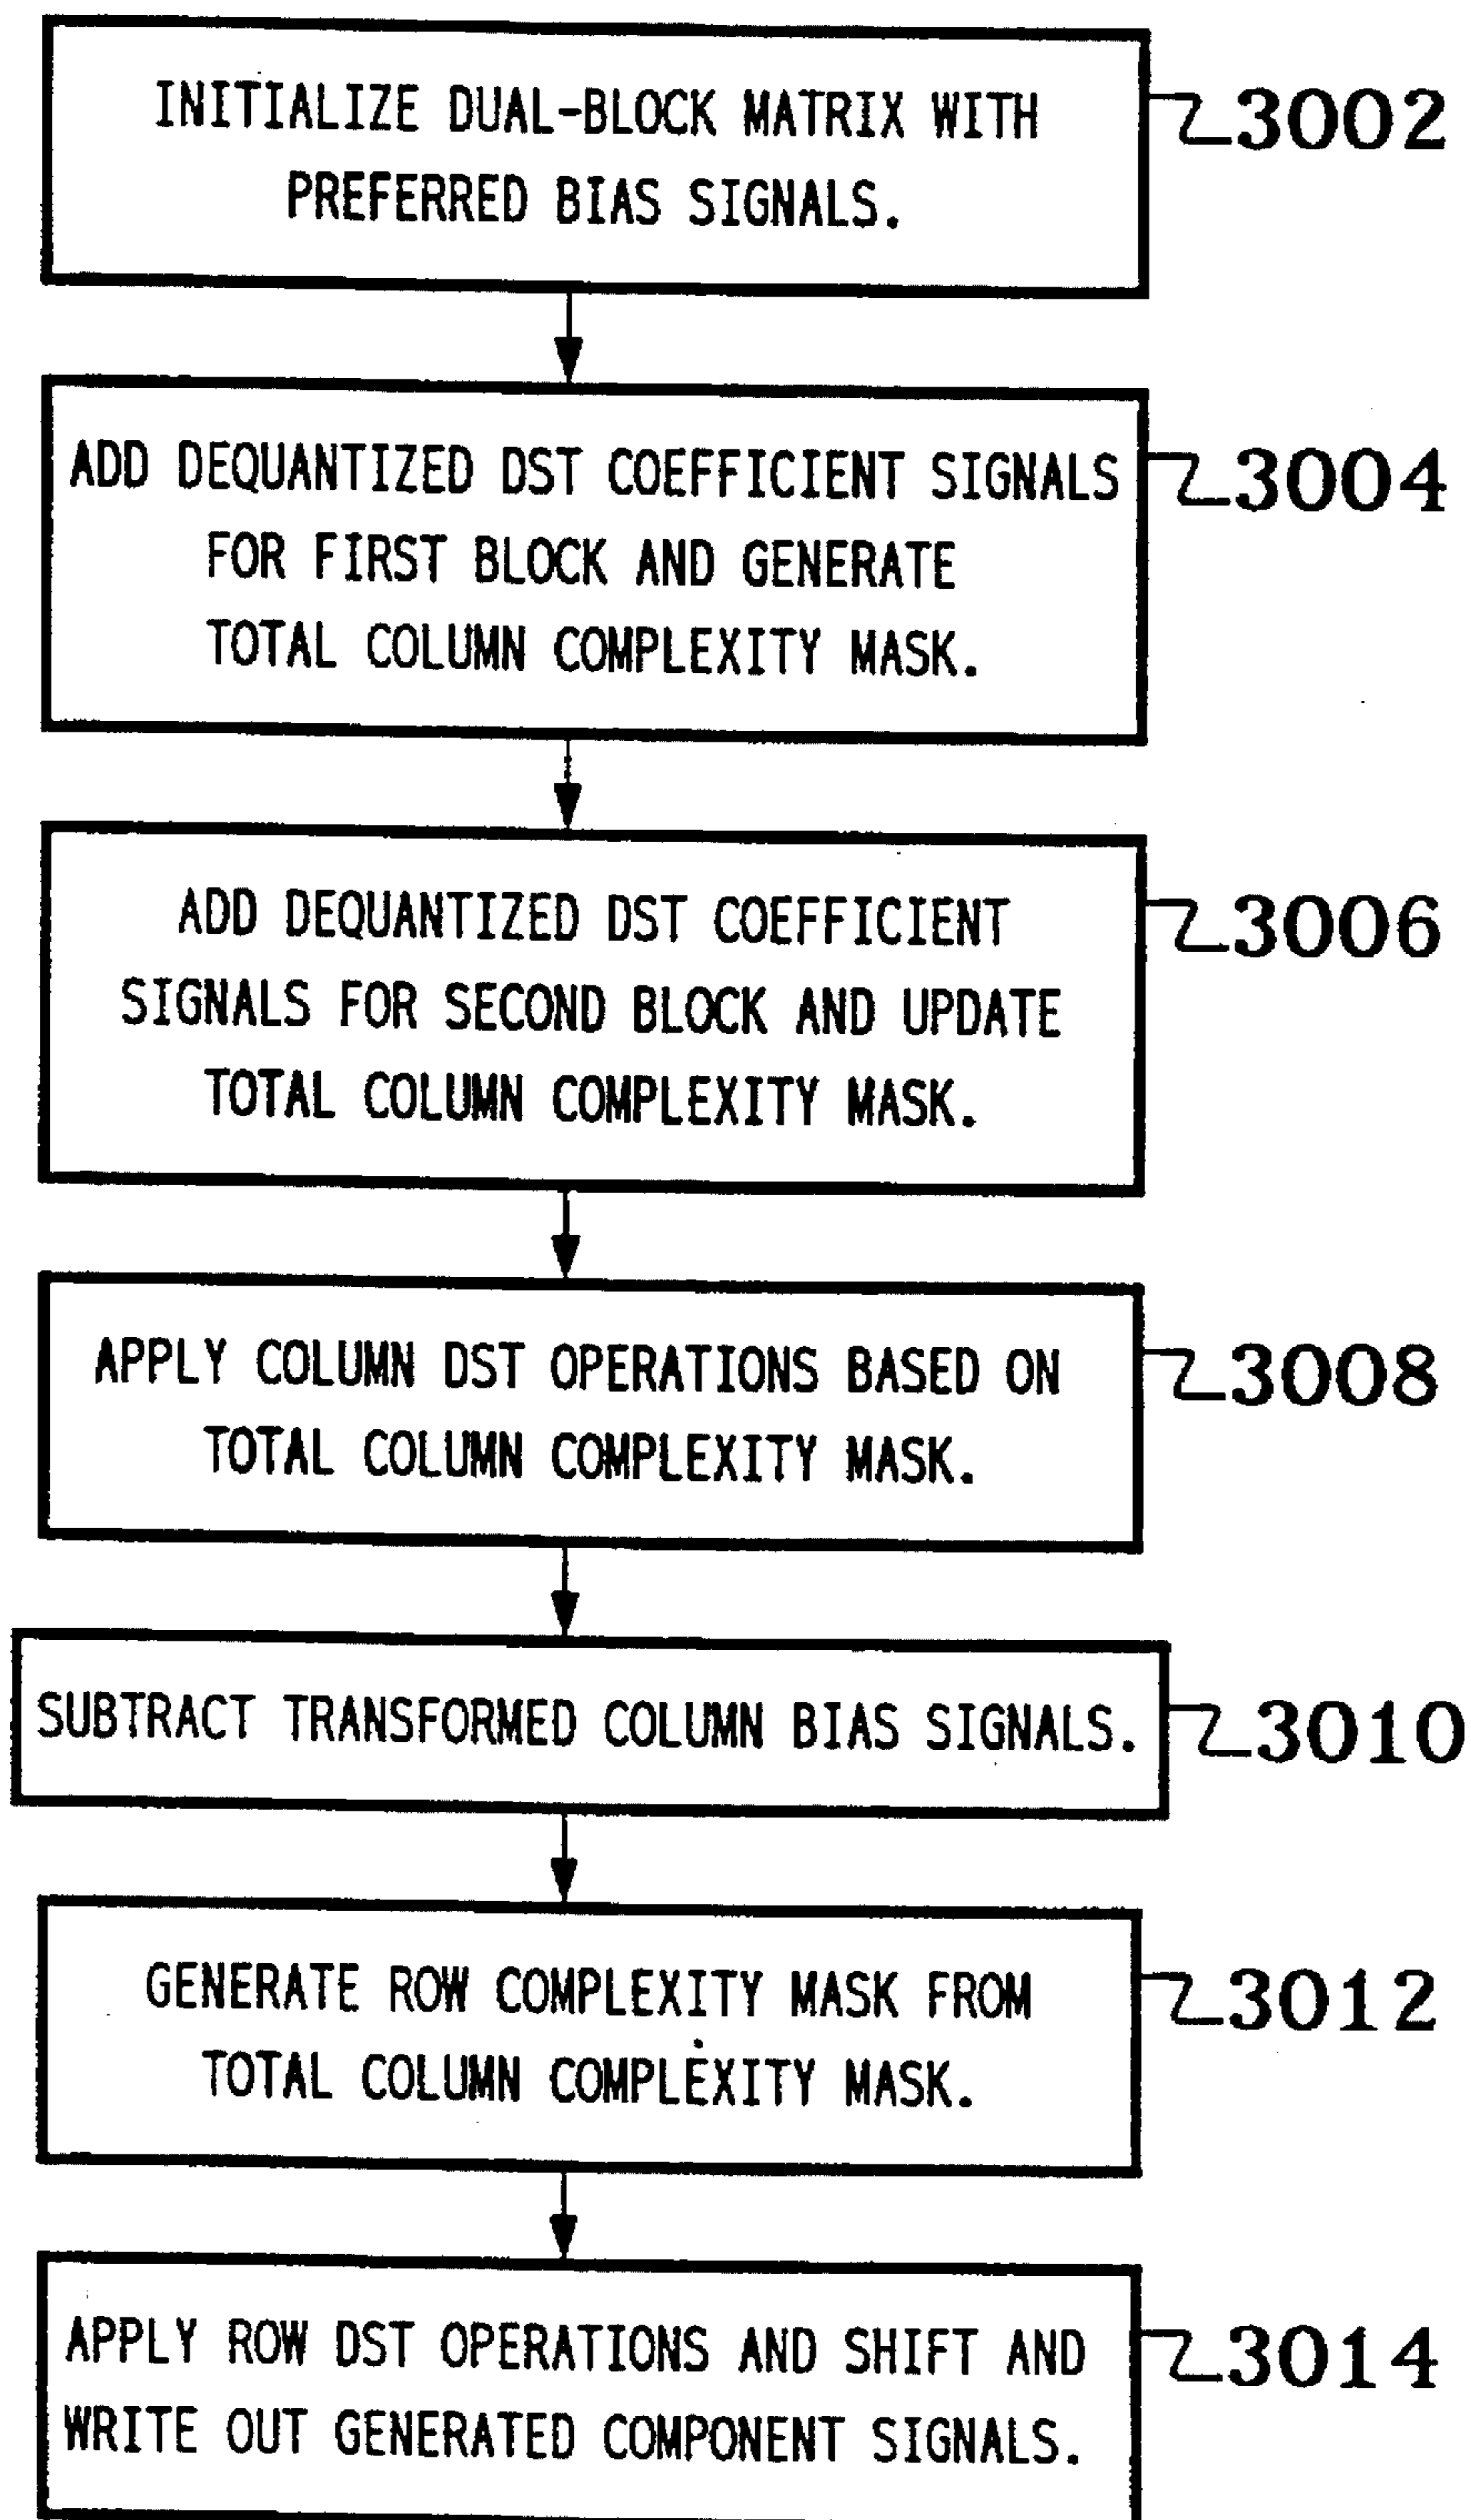 INITIALIZE DUAL-BLOCK MATRIX WITH
PREFERRED BIAS SIGNALS.
3002
ADD DEQUANTIZED DST COEFFICIENT SIGNALS
FOR FIRST BLOCK AND GENERATE
TOTAL COLUMN COMPLEXITY MASK.
3004
ADD DEQUANTIZED DST COEFFICIENT
SIGNALS FOR SECOND BLOCK AND UPDATE
TOTAL COLUMN COMPLEXITY MASK.
3006
APPLY COLUMN DST OPERATIONS BASED ON
TOTAL COLUMN COMPLEXITY MASK.
3008
SUBTRACT TRANSFORMED COLUMN BIAS SIGNALS.
3010
GENERATE ROW COMPLEXITY MASK FROM
TOTAL COLUMN COMPLEXITY MASK.
3012
APPLY ROW DST OPERATIONS AND SHIFT AND
WRITE OUT GENERATED COMPONENT SIGNALS.
3014